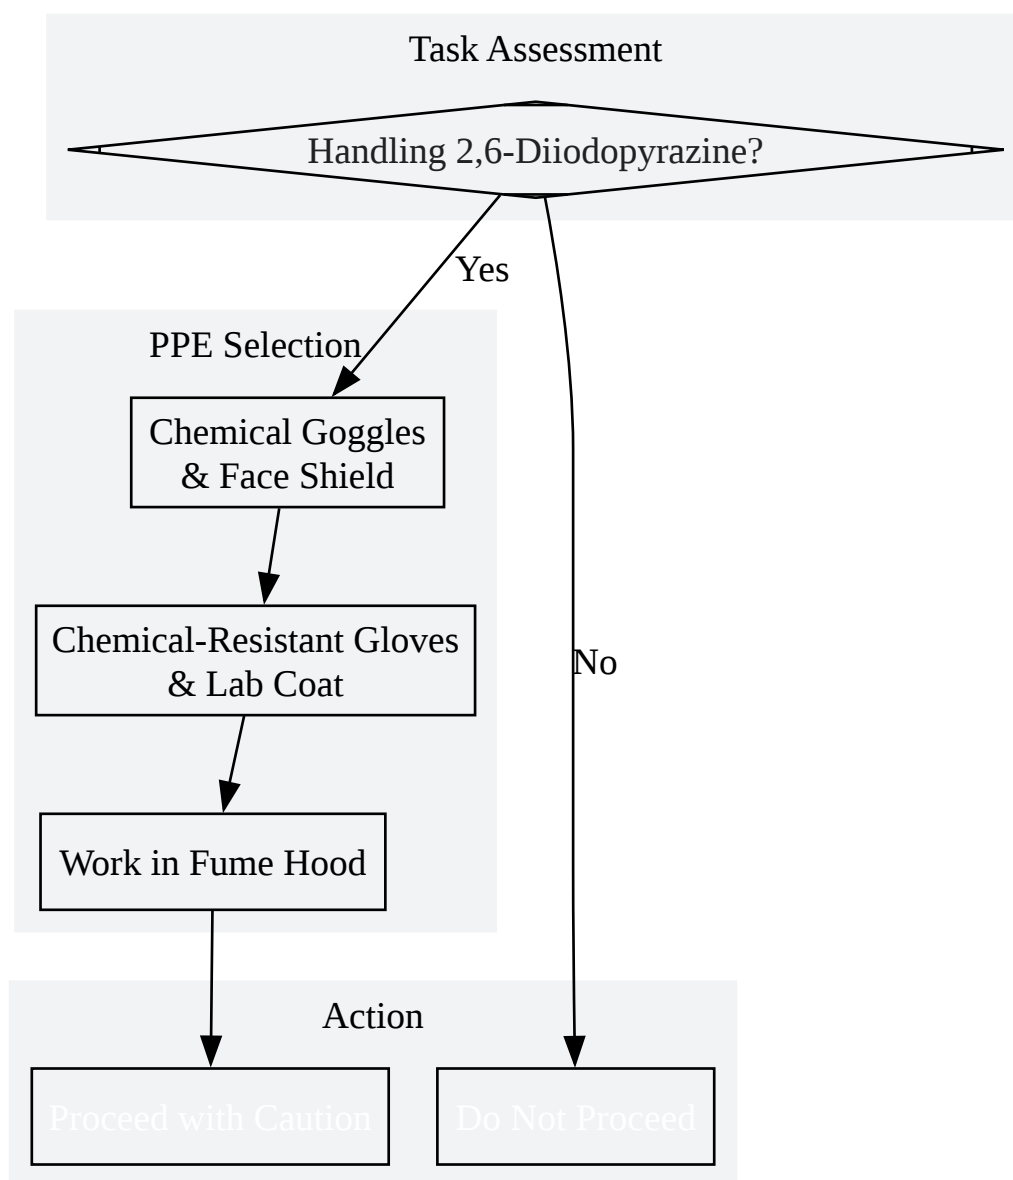 Task Assessment
Handling 2,6-Diiodopyrazine?
Yes
PPE Selection
Chemical Goggles
& Face Shield
Chemical-Resistant Gloves
& Lab Coat
No
Work in Fume Hood
Action
Proceed with Caution
Do Not Proceed